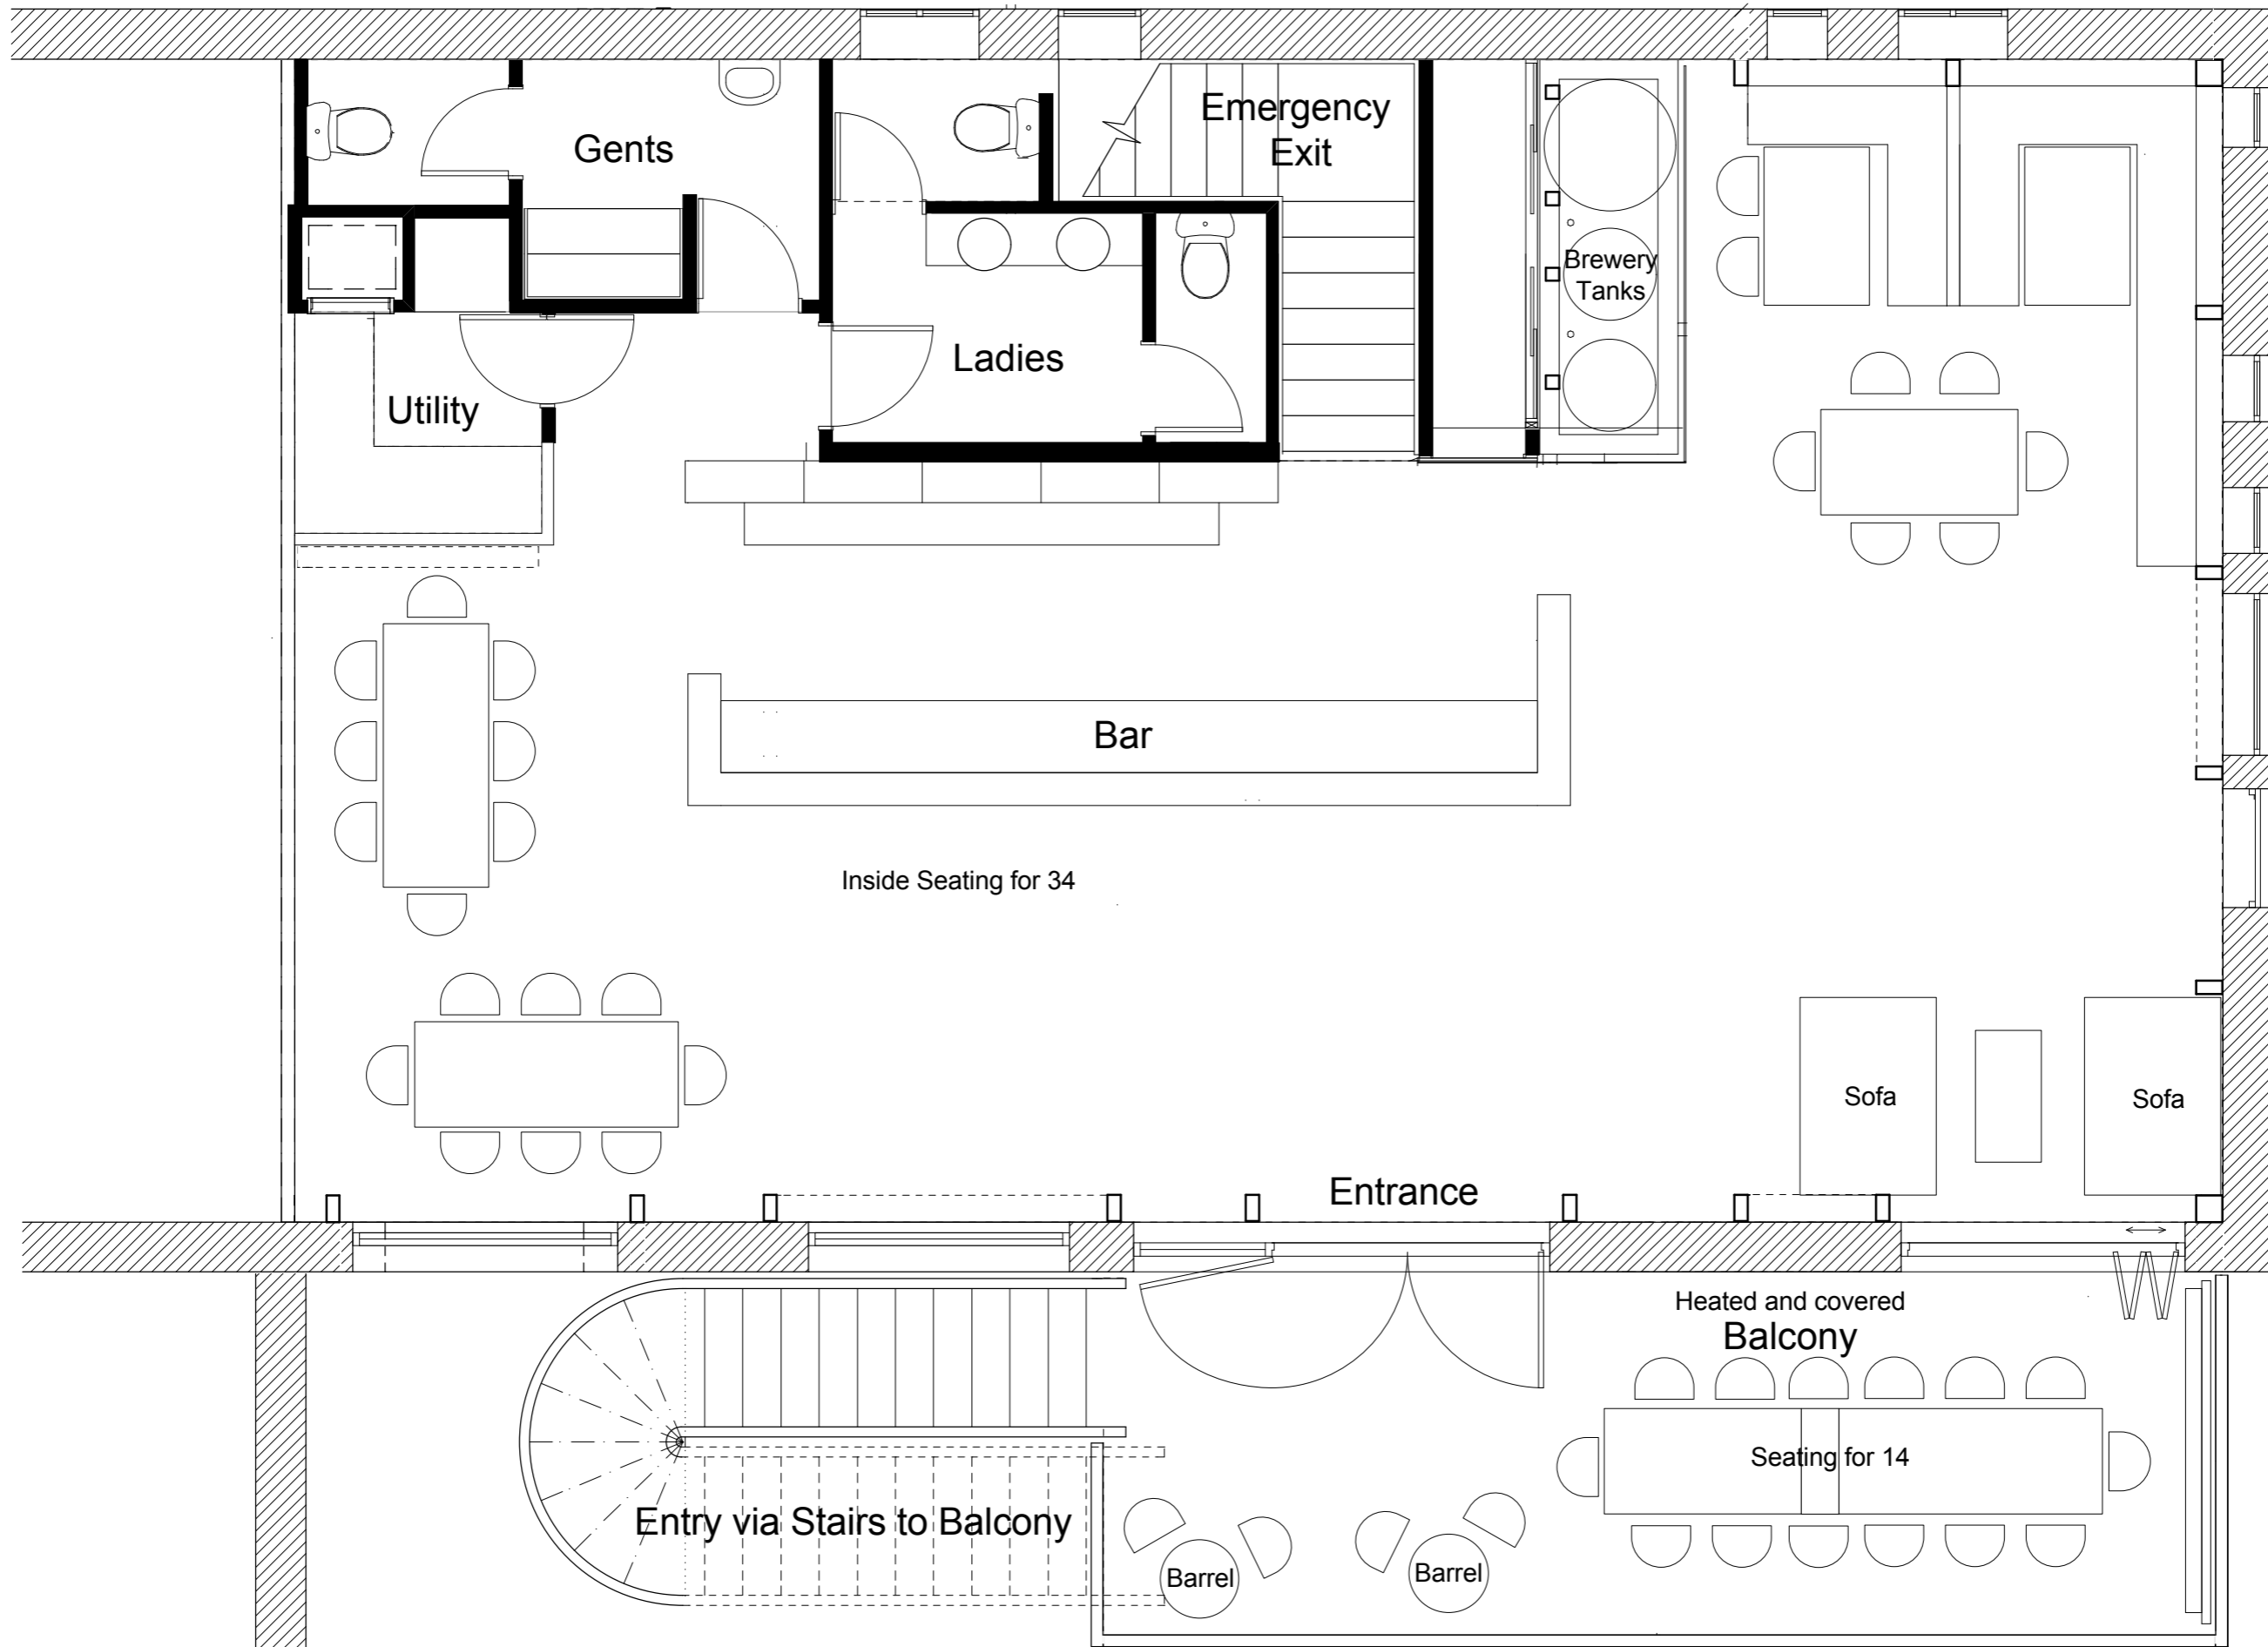 Emergency
Exit
Gents
Brewery
Tanks
Ladies
Utility
Bar
Inside Seating for 34
Sofa
Sofa
Entrance
Heated and covered
Balcony
Seating for 14
Entry via Stairs to Balcony
Barrel
Barrel